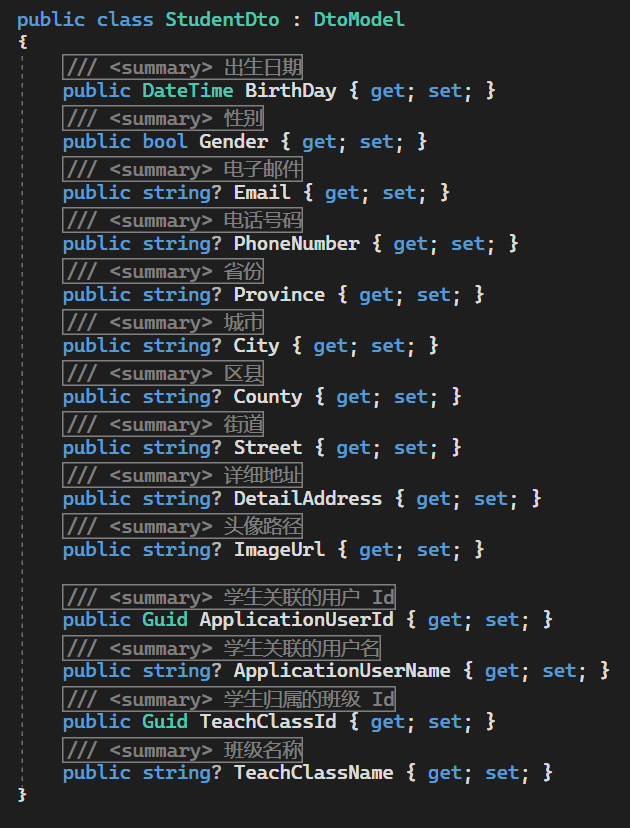 public class StudentDto : DtoModel
{
/// <summary> 出生日期
public DateTime BirthDay { get; set; }
/// <summary> 性别
public bool Gender { get; set; }
/// <summary> 电子邮件
public string? Email { get; set; }
/// <summary> 电话号码
public string? PhoneNumber { get; set; }
/// <summary> 省份
public string? Province { get; set; }
/// <summary> 城市
public string? City { get; set; }
/// <summary> 区县
public string? County { get; set; }
/// <summary> 街道
public string? Street { get; set; }
/// <summary> 详细地址
public string? DetailAddress { get; set; }
/// <summary> 头像路径
public string? ImageUrl { get; set; }
/// <summary> 学生关联的用户 Id
public Guid ApplicationUserId { get; set; }
/// <summary> 学生关联的用户名
public string? ApplicationUserName { get; set; }
/// <summary> 学生归属的班级 Id
public Guid TeachClassId { get; set; }
/// <summary> 班级名称
public string? TeachClassName { get; set; }
}